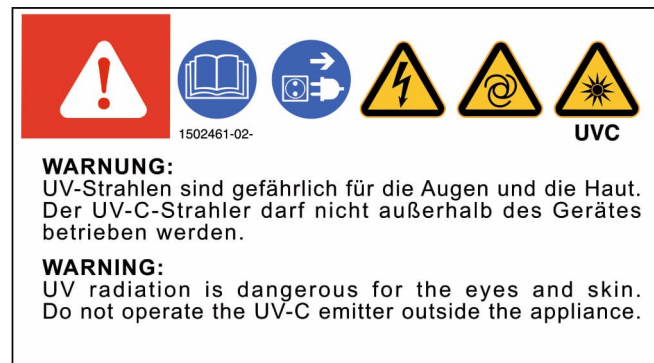 1502461-02-
UVC
WARNUNG:
UV-Strahlen sind gefährlich für die Augen und die Haut.
Der UV-C-Strahler darf nicht außerhalb des Gerätes
betrieben werden.
WARNING:
UV radiation is dangerous for the eyes and skin.
Do not operate the UV-C emitter outside the appliance.